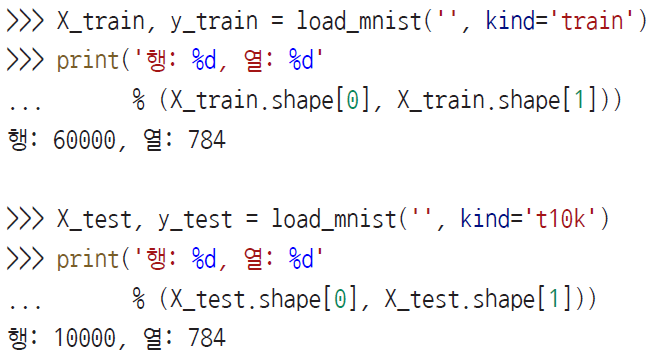 >>> X_train, y_train = load_mnist('', kind='train')
>>> print('행: %d, 열: %d'
...       % (X_train.shape[0], X_train.shape[1]))
행: 60000, 열: 784

>>> X_test, y_test = load_mnist('', kind='t10k')
>>> print('행: %d, 열: %d'
...       % (X_test.shape[0], X_test.shape[1]))
행: 10000, 열: 784